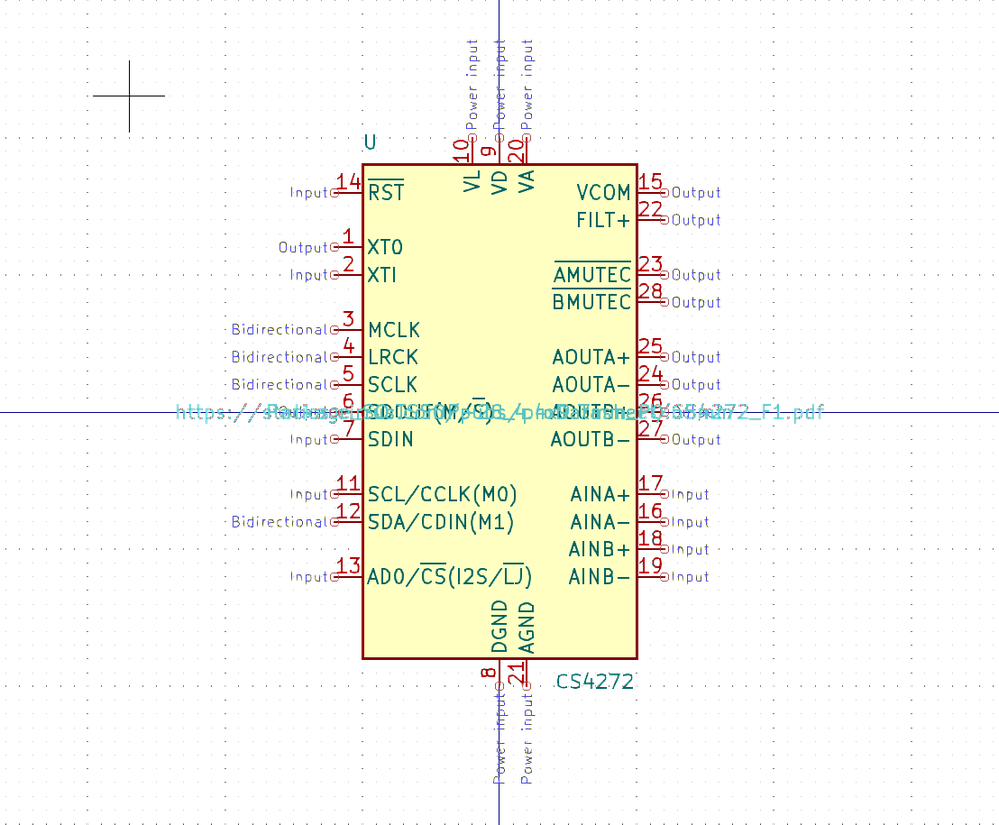 Power input
Power input
Power input
U
10
9
20
VL
VD
VA
Input 14 RST
VCOM 15 Output
FILT+ 22 Output
Output 1 XTO
Input 2 XTI
AMUTEC 23 Output
BMUTEC 28 Output
Bidirectional 3 MCLK
Bidirectional 4 LRCK
AOUTA+ 25 Output
Bidirectional 5 SCLK
AOUTA- 24 Output
6
26
https://
4272_F1.pdf
Input 7 SDIN
AOUTB- 27 Output
Input 11 SCL/CCLK(M0)
AINA+ 17 Input
Bidirectional 12 SDA/CDIN(M1)
AINA- 16 Input
AINB+ 18 Input
Input 13 AD0/CS(I2S/LJ)
AINB- 19 Input
DGND
AGND
8
21
CS4272
Power input
Power input